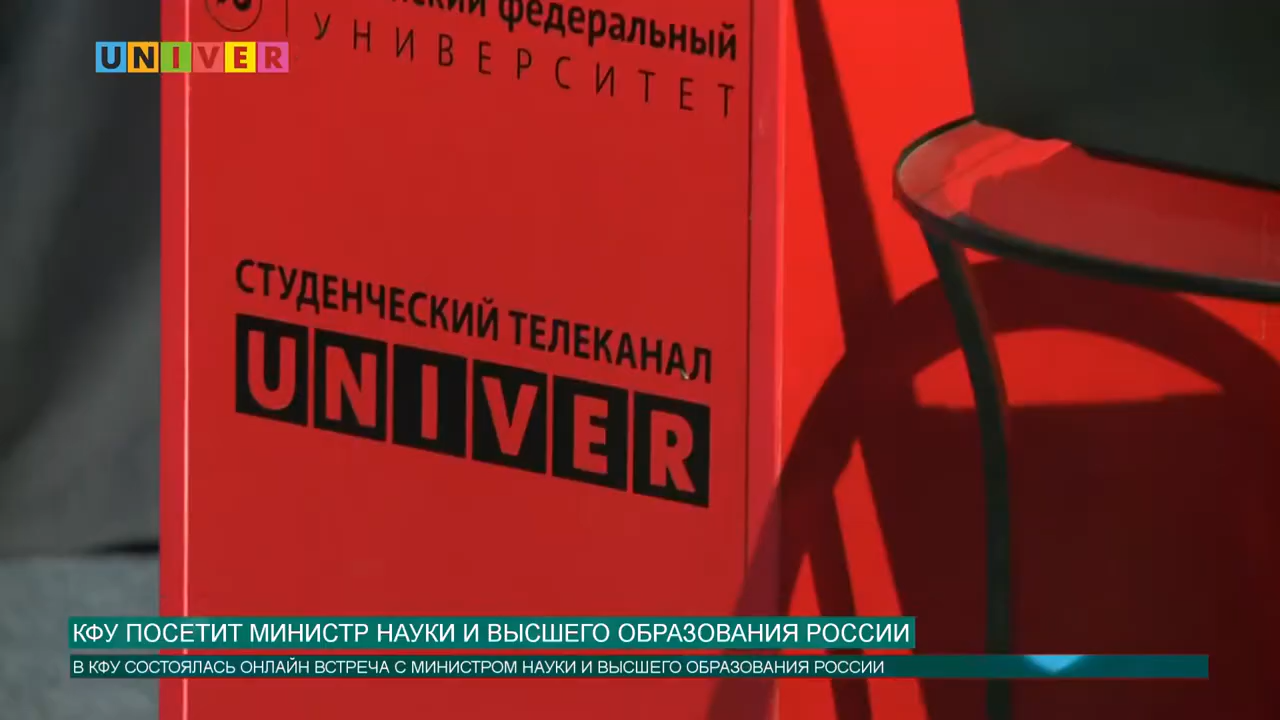 федеральный
УНИВЕРСИТЕТ
UNIVER
СТУДЕНЧЕСКИЙ ТЕЛЕКАНАЛ
UNIVER
КФУ ПОСЕТИТ МИНИСТР НАУКИ И ВЫСШЕГО ОБРАЗОВАНИЯ РОССИИ
В КФУ СОСТОЯЛАСЬ ОНЛАЙН ВСТРЕЧА С МИНИСТРОМ НАУКИ И ВЫСШЕГО ОБРАЗОВАНИЯ РОССИИ